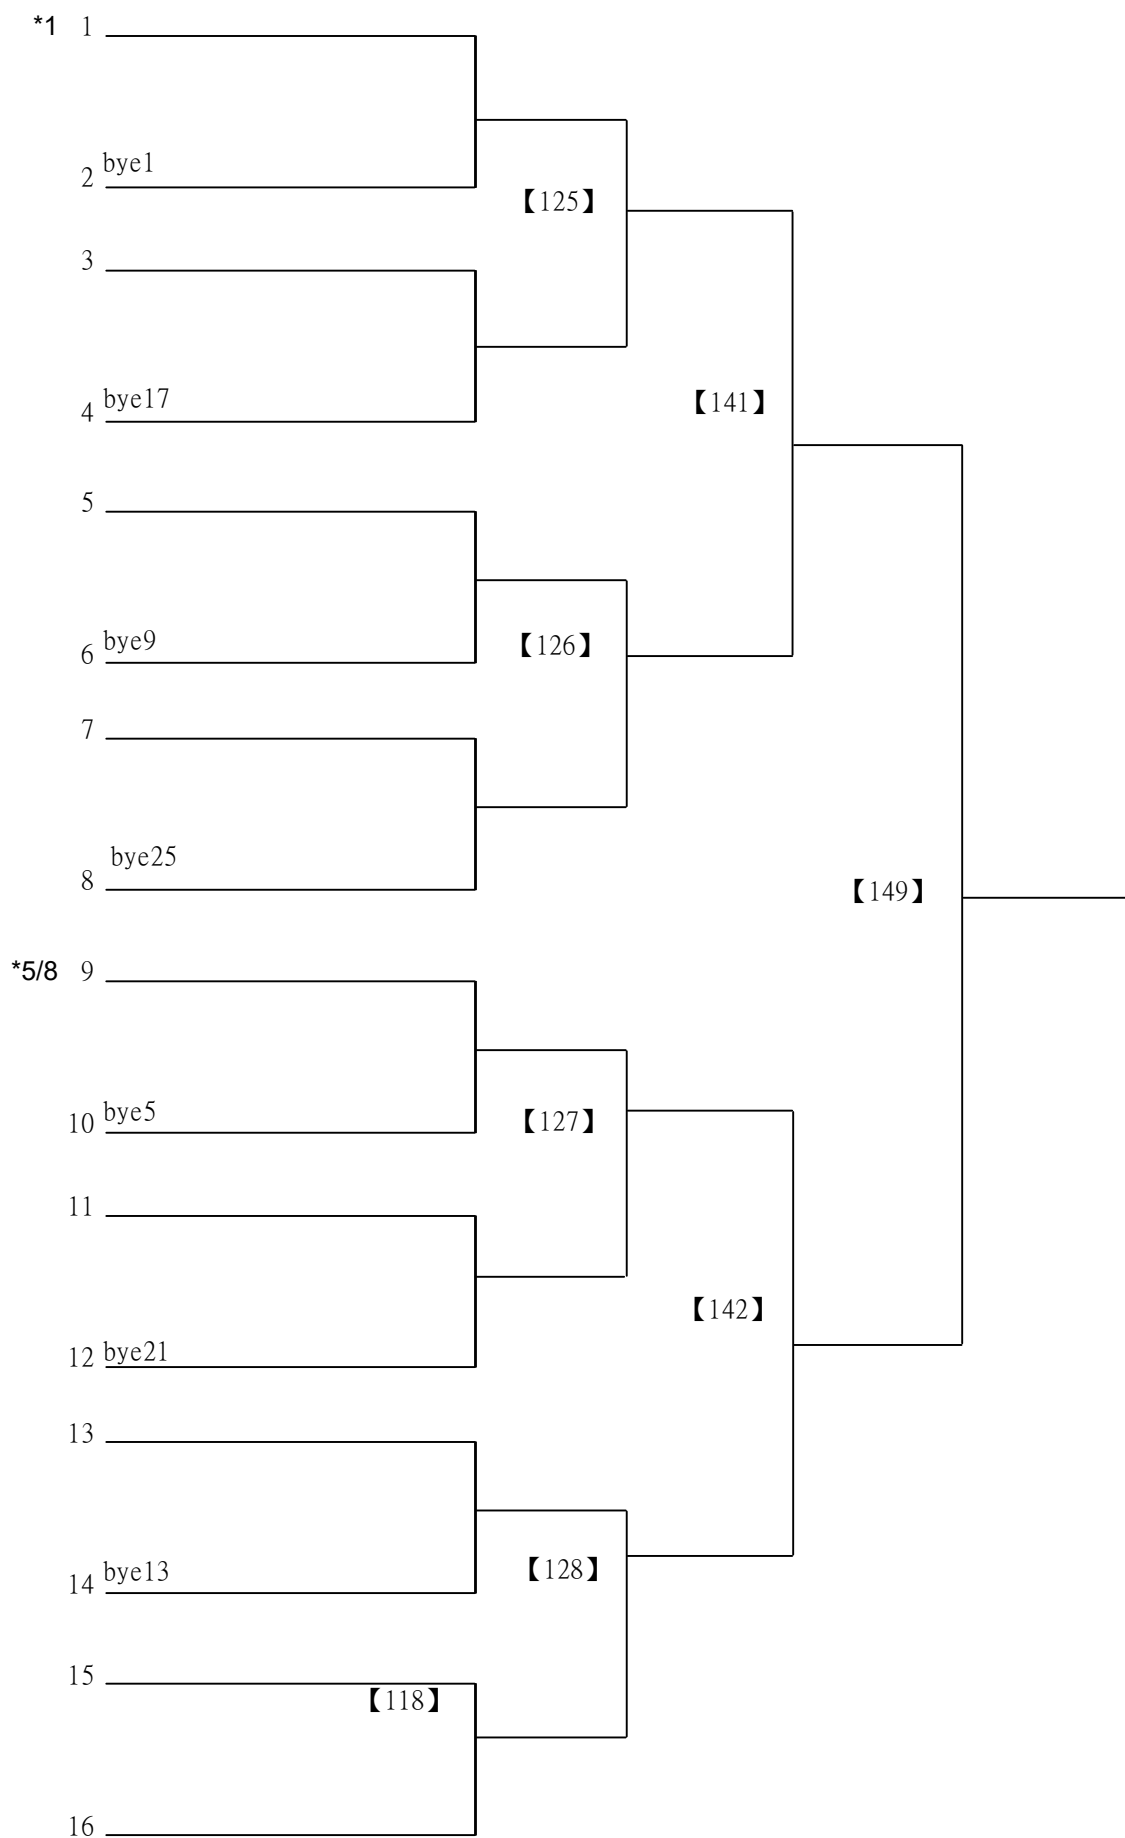 *1 1
2 bye1
【125】
3
4 bye17
【141】
5
6 bye9
【126】
7
8 bye25
【149】
*5/8 9
10 bye5
【127】
11
12 bye21
【142】
13
14 bye13
【128】
15
【118】
16